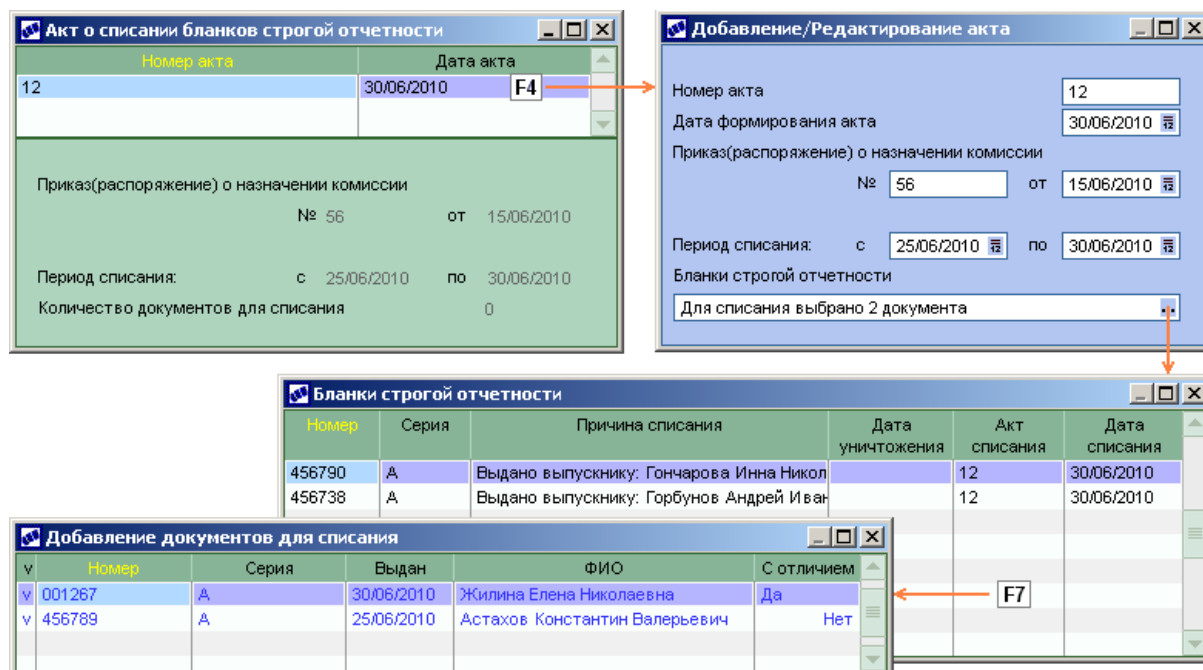 Акт о списании бланков строгой отчетности
Номер акта Дата акта
12 30/06/2010 F4
Приказ(распоряжение) о назначении комиссии
№ 56 от 15/06/2010
Период списания: с 25/06/2010 по 30/06/2010
Количество документов для списания 0
Добавление/Редактирование акта
Номер акта 12
Дата формирования акта 30/06/2010
Приказ(распоряжение) о назначении комиссии
№ 56 от 15/06/2010
Период списания: с 25/06/2010 по 30/06/2010
Бланки строгой отчетности
Для списания выбрано 2 документа ...
Бланки строгой отчетности
Номер Серия Причина списания Дата уничтожения Акт списания Дата списания
456790 А Выдано выпускнику: Гончарова Инна Никол 12 30/06/2010
456738 А Выдано выпускнику: Горбунов Андрей Иван 12 30/06/2010
Добавление документов для списания
v Номер Серия Выдан ФИО С отличием
v 001267 А 30/06/2010 Жилина Елена Николаевна Да
v 456789 А 25/06/2010 Астахов Константин Валерьевич Нет
F7